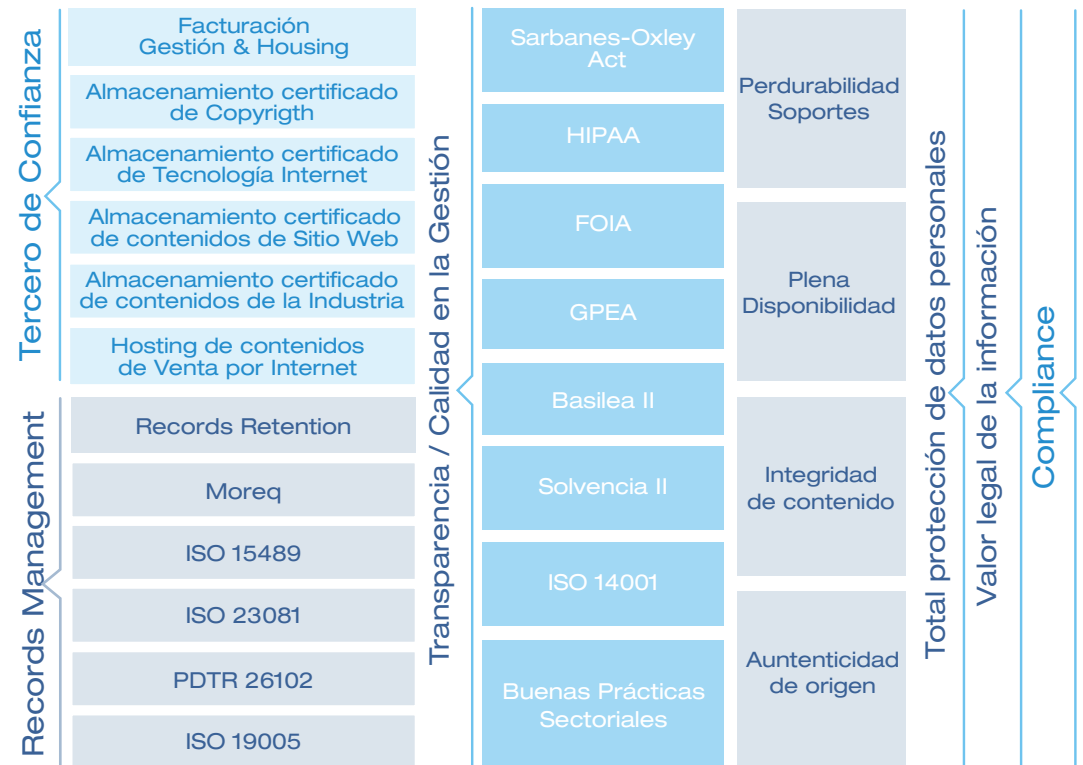 Tercero de Confianza
Facturación
Gestión & Housing
Almacenamiento certificado
de Copyrigth
Almacenamiento certificado
de Tecnología Internet
Almacenamiento certificado
de contenidos de Sitio Web
Almacenamiento certificado
de contenidos de la Industria
Hosting de contenidos
de Venta por Internet
Records Management
Records Retention
Moreq
ISO 15489
ISO 23081
PDTR 26102
ISO 19005
Transparencia / Calidad en la Gestión
Sarbanes-Oxley
Act
HIPAA
FOIA
GPEA
Basilea II
Solvencia II
ISO 14001
Buenas Prácticas
Sectoriales
Perdurabilidad
Soportes
Plena
Disponibilidad
Integridad
de contenido
Auntenticidad
de origen
Total protección de datos personales
Valor legal de la información
Compliance